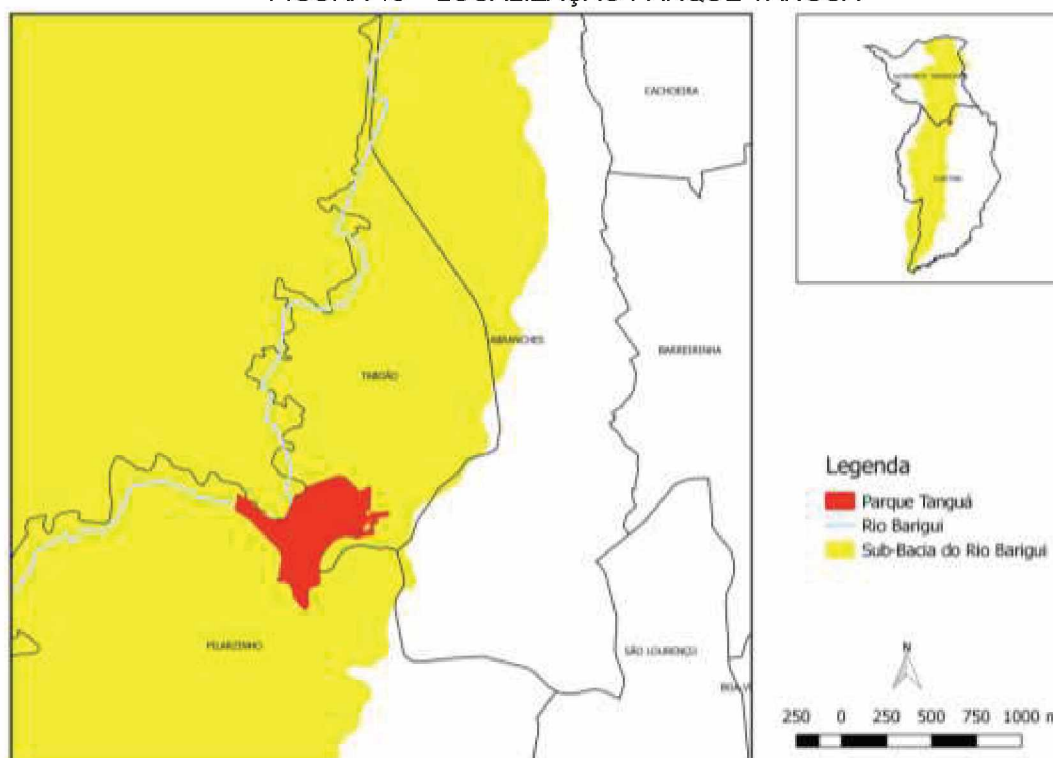 CACHOEIRA
ABRANCHES
BARREIRINHA
TABOÃO
PILARZINHO
SÃO LOURENÇO
BOA V
CURITIBA
Legenda
Parque Tanguá
Rio Barigui
Sub-Bacia do Rio Barigui
N
250 0 250 500 750 1000 m